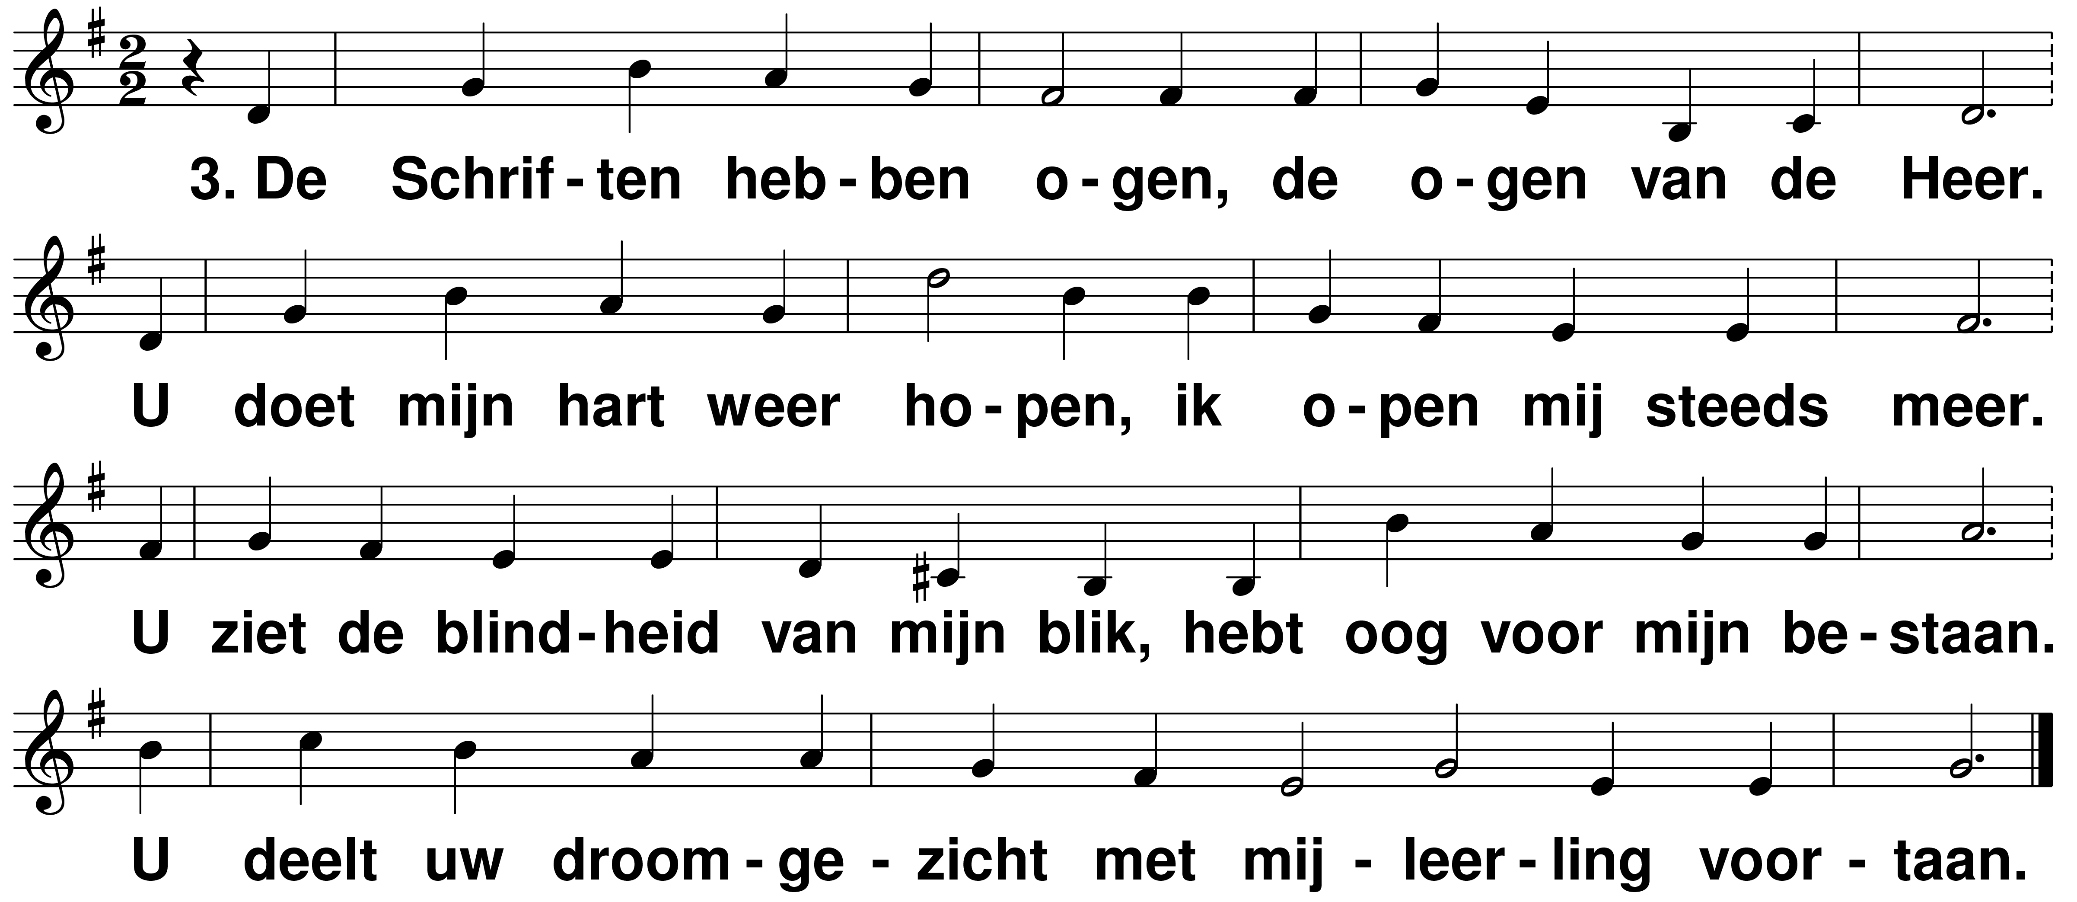 3. De Schrif - ten heb - ben o - gen, de o - gen van de Heer.
U doet mijn hart weer ho - pen, ik o - pen mij steeds meer.
U ziet de blind - heid van mijn blik, hebt oog voor mijn be - staan.
U deelt uw droom - ge - zicht met mij - leer - ling voor - taan.